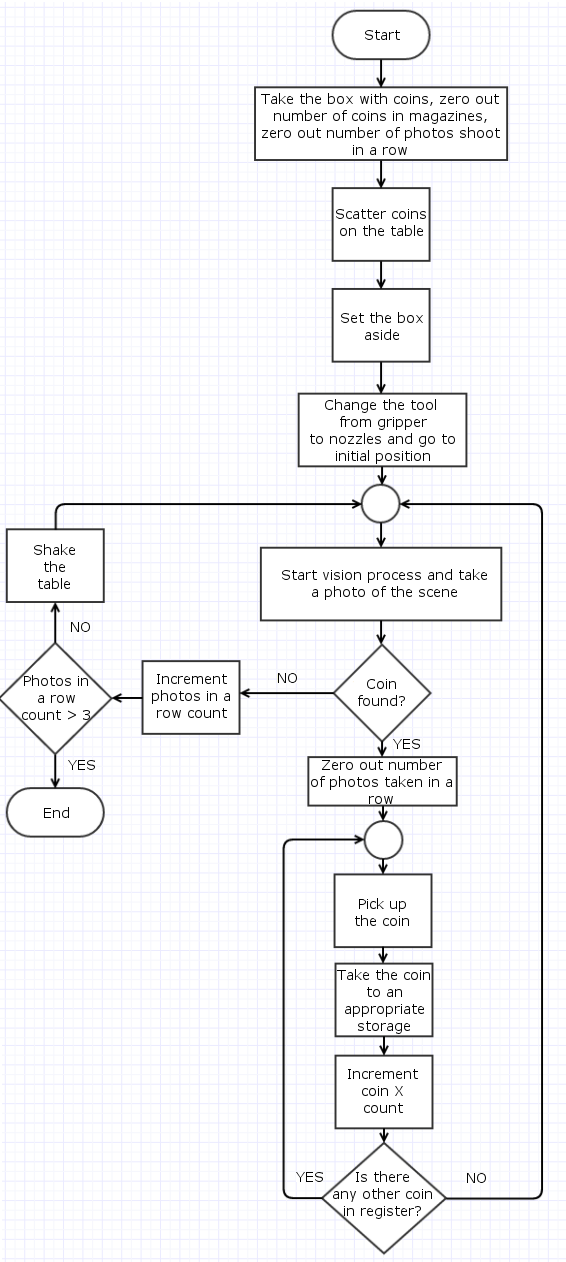 Start
Take the box with coins, zero out
number of coins in magazines,
zero out number of photos shoot
in a row
Scatter coins
on the table
Set the box
aside
Change the tool
from gripper
to nozzles and go to
initial position
Shake
the
table
Start vision process and take
a photo of the scene
NO
Photos in
a row
count > 3
Increment
photos in a
row count
NO
Coin
found?
YES
YES
End
Zero out number
of photos taken in a
row
Pick up
the coin
Take the coin
to an
appropriate
storage
Increment
coin X
count
YES
Is there
any other coin
in register?
NO